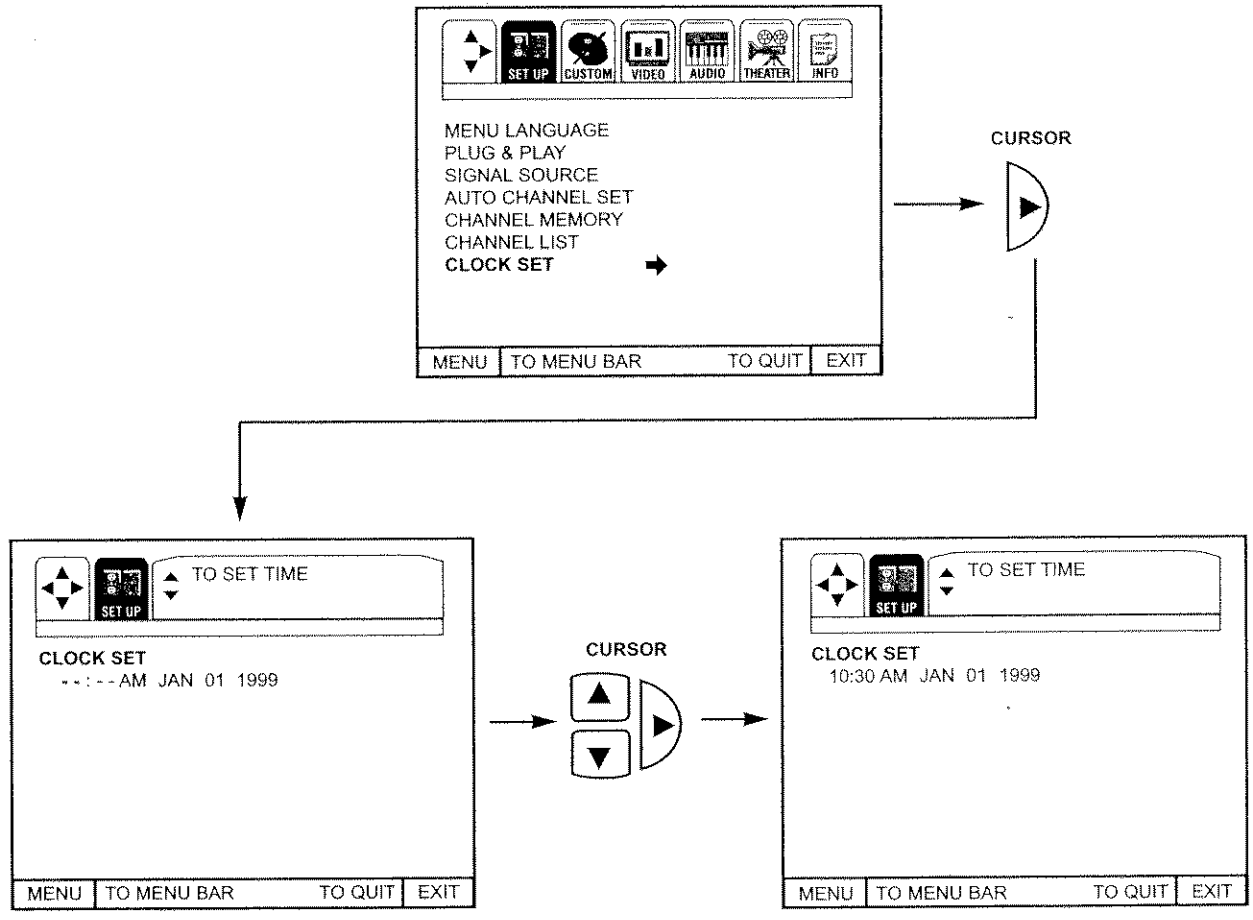 SET UP CUSTOM VIDEO AUDIO THEATER INFO
MENU LANGUAGE
PLUG & PLAY
SIGNAL SOURCE
AUTO CHANNEL SET
CHANNEL MEMORY
CHANNEL LIST
CLOCK SET
MENU TO MENU BAR TO QUIT EXIT
CURSOR
SET UP
TO SET TIME
CLOCK SET
--:-- AM JAN 01 1999
MENU TO MENU BAR TO QUIT EXIT
CURSOR
SET UP
TO SET TIME
CLOCK SET
10:30 AM JAN 01 1999
MENU TO MENU BAR TO QUIT EXIT